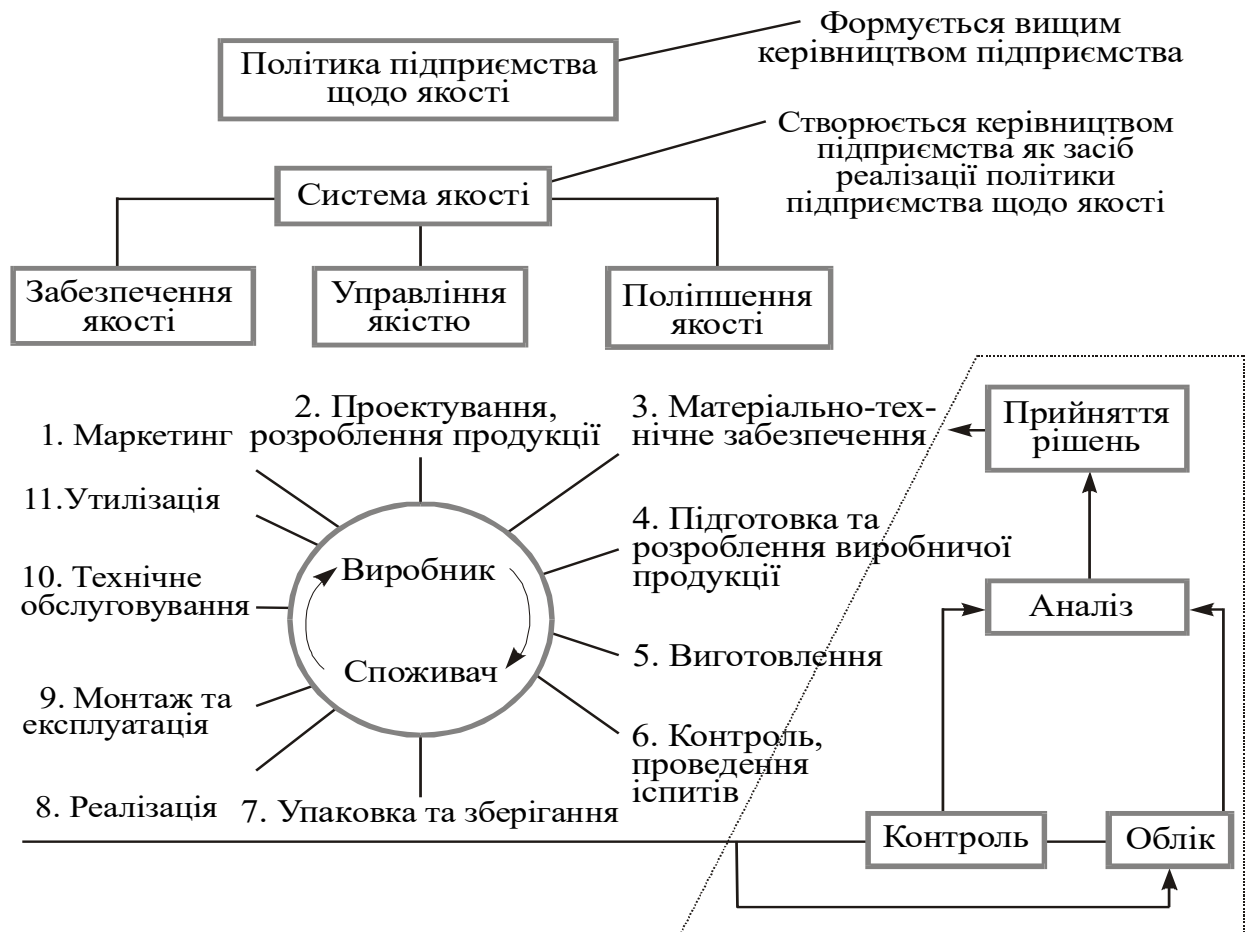 Формується вищим
керівництвом підприємства
Політика підприємства
щодо якості
Створюється керівництвом
підприємства як засіб
реалізації політики
підприємства щодо якості
Система якості
Забезпечення
якості
Управління
якістю
Поліпшення
якості
1. Маркетинг
2. Проектування,
розроблення продукції
3. Матеріально-тех-
нічне забезпечення
Прийняття
рішень
11.Утилізація
4. Підготовка та
розроблення виробничої
продукції
10. Технічне
обслуговування
Виробник
Споживач
Аналіз
5. Виготовлення
9. Монтаж та
експлуатація
6. Контроль,
проведення
іспитів
8. Реалізація
7. Упаковка та зберігання
Контроль
Облік